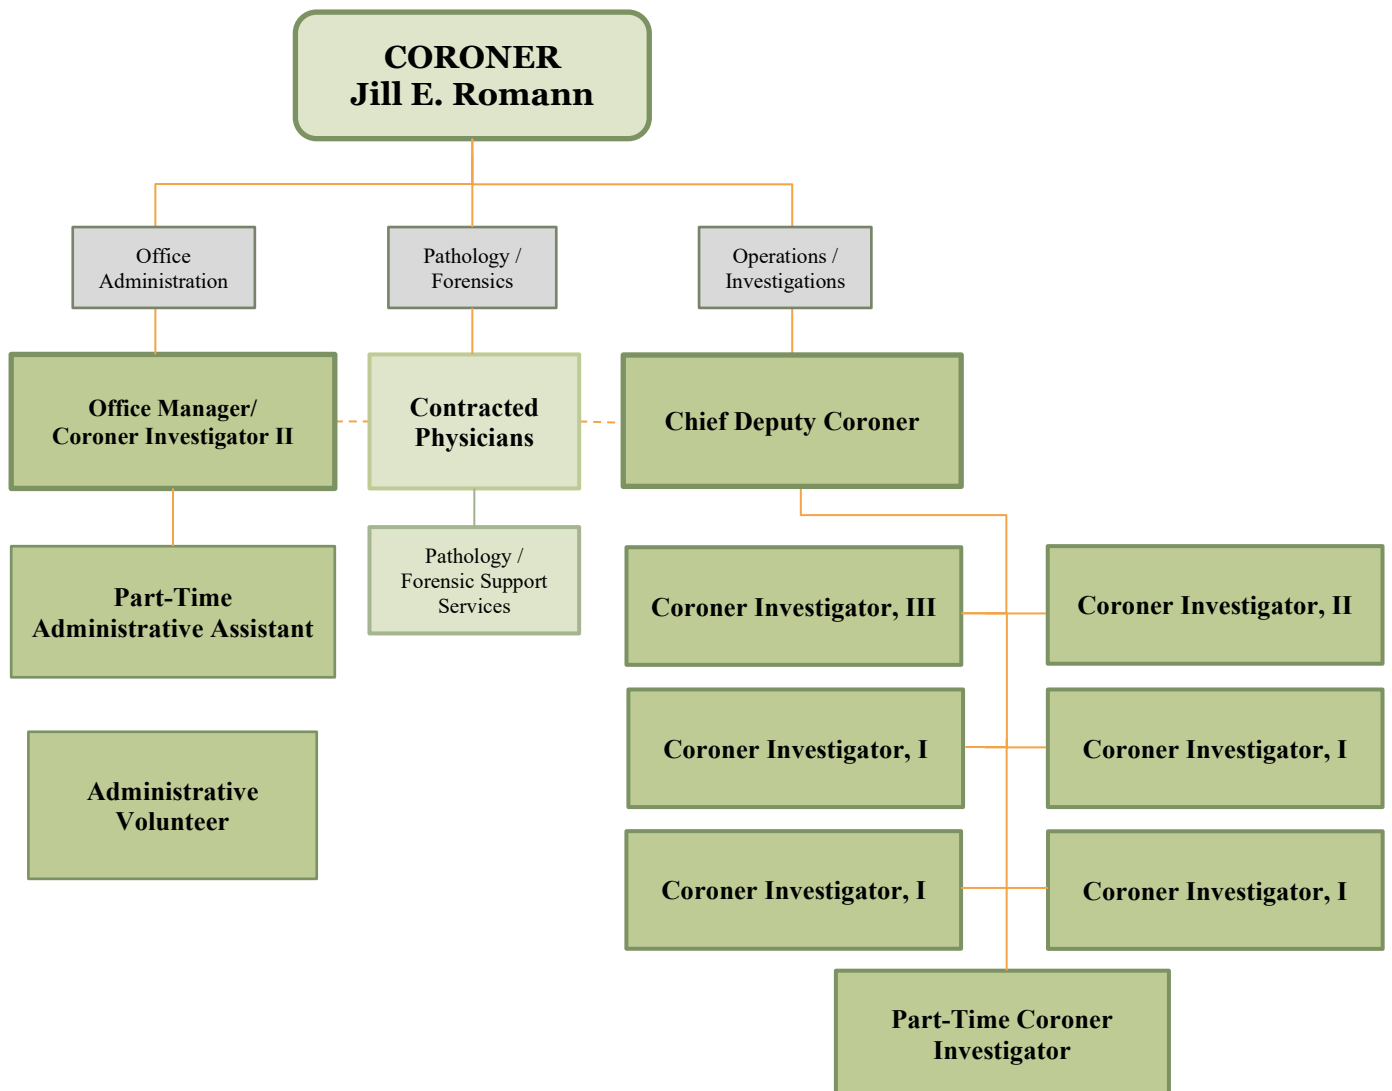 CORONER
Jill E. Romann
Office
Administration
Pathology /
Forensics
Operations /
Investigations
Office Manager/
Coroner Investigator II
Contracted
Physicians
Chief Deputy Coroner
Part-Time
Administrative Assistant
Pathology /
Forensic Support
Services
Coroner Investigator, III
Coroner Investigator, II
Administrative
Volunteer
Coroner Investigator, I
Coroner Investigator, I
Coroner Investigator, I
Coroner Investigator, I
Part-Time Coroner
Investigator